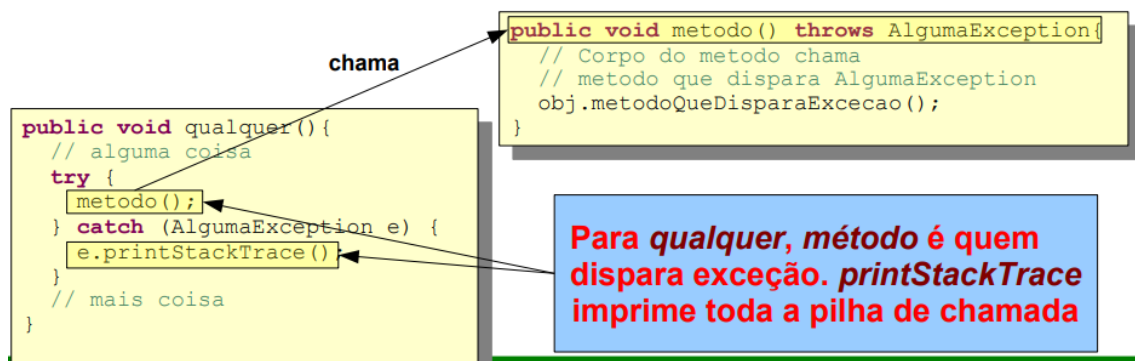 public void metodo() throws AlgumaException{
// Corpo do metodo chama
// metodo que dispara AlgumaException
obj.metodoQueDisparaExcecao();
}
chama
public void qualquer(){
// alguma coisa
try {
metodo();
} catch (AlgumaException e) {
e.printStackTrace();
}
// mais coisa
}
Para qualquer, método é quem
dispara exceção. printStackTrace
imprime toda a pilha de chamada